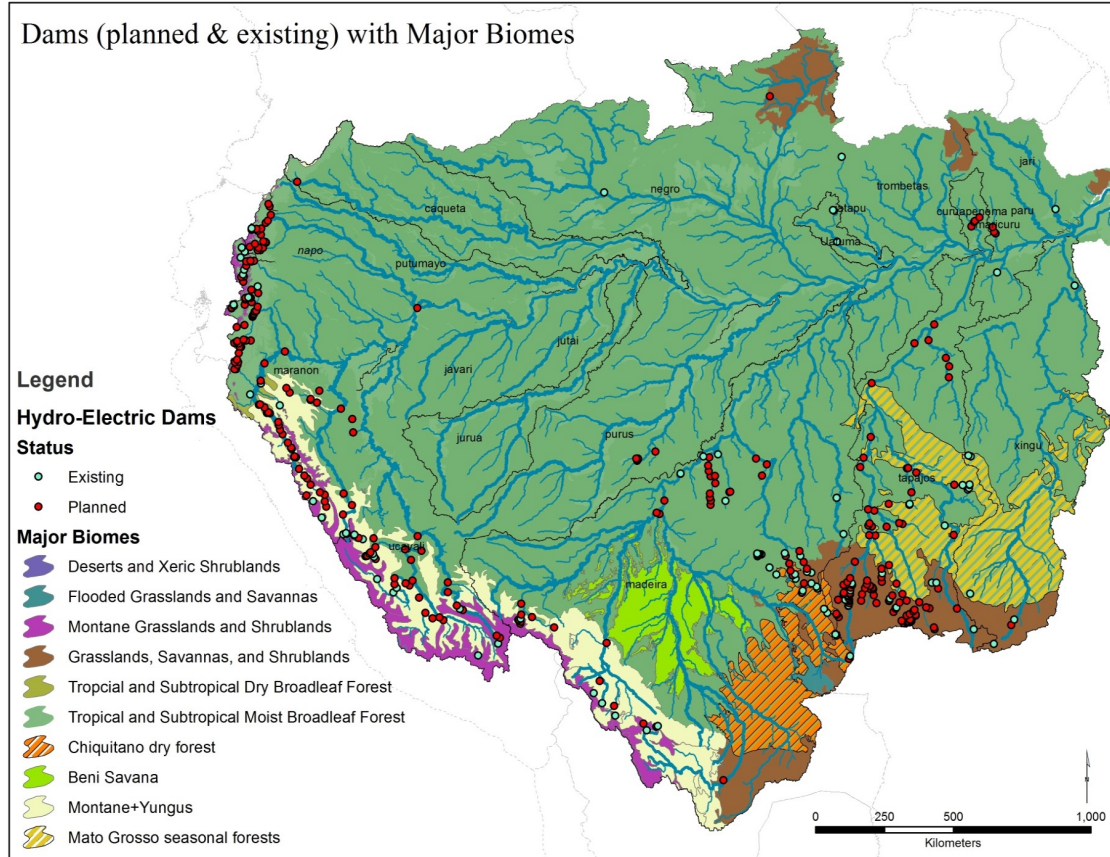 Dams (planned & existing) with Major Biomes
jari
negro
trombetas
caqueta
curuapenema
paru
maricuru
Uatuma
napo
putumayo
jutai
maranon
javari
jurua
purus
xingu
tapajos
ucayali
madeira
Legend
Hydro-Electric Dams
Status
Existing
Planned
Major Biomes
Deserts and Xeric Shrublands
Flooded Grasslands and Savannas
Montane Grasslands and Shrublands
Grasslands, Savannas, and Shrublands
Tropcial and Subtropical Dry Broadleaf Forest
Tropical and Subtropical Moist Broadleaf Forest
Chiquitano dry forest
Beni Savana
Montane+Yungus
Mato Grosso seasonal forests
N
0 250 500 1,000
Kilometers